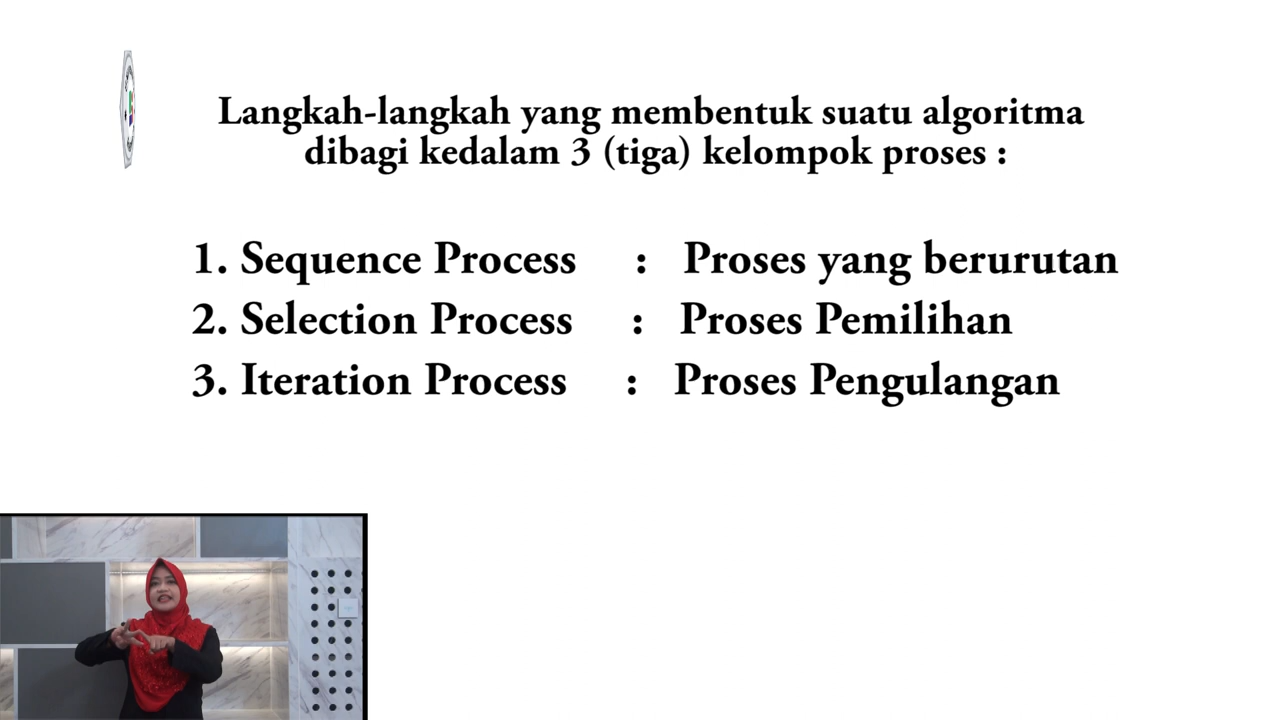 Langkah-langkah yang membentuk suatu algoritma
dibagi kedalam 3 (tiga) kelompok proses :
1. Sequence Process : Proses yang berurutan
2. Selection Process : Proses Pemilihan
3. Iteration Process : Proses Pengulangan